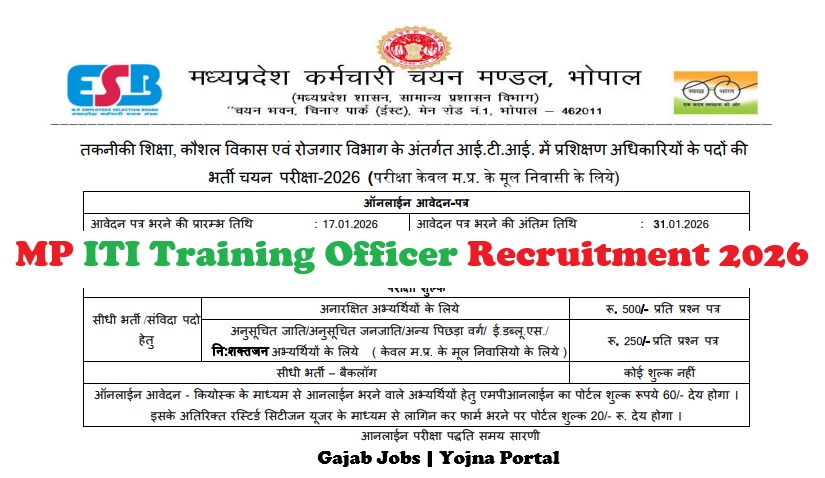 ESB
M.P. EMPLOYEES SELECTION BOARD
मध्यप्रदेश कर्मचारी चयन मण्डल, भोपाल
(मध्यप्रदेश शासन, सामान्य प्रशासन विभाग)
"चयन भवन, चिनार पार्क (ईस्ट), मेन रोड नं.1, भोपाल – 462011
स्वच्छ भारत
एक कदम स्वच्छता की ओर
तकनीकी शिक्षा, कौशल विकास एवं रोजगार विभाग के अंतर्गत आई.टी.आई. में प्रशिक्षण अधिकारियों के पदों की
भर्ती चयन परीक्षा-2026 (परीक्षा केवल म.प्र. के मूल निवासी के लिये)
ऑनलाईन आवेदन-पत्र
आवेदन पत्र भरने की प्रारम्भ तिथि : 17.01.2026 आवेदन पत्र भरने की अंतिम तिथि : 31.01.2026
MP ITI Training Officer Recruitment 2026
परीक्षा शुल्क
सीधी भर्ती /संविदा पदो हेतु
अनारक्षित अभ्यर्थियों के लिये रू. 500/- प्रति प्रश्न पत्र
अनुसूचित जाति/अनुसूचित जनजाति/अन्य पिछड़ा वर्ग/ ई.डब्लू.एस./
नि:शक्तजन अभ्यर्थियों के लिये ( केवल म.प्र. के मूल निवासियो के लिए ) रू. 250/- प्रति प्रश्न पत्र
सीधी भर्ती – बैकलॉग कोई शुल्क नहीं
ऑनलाईन आवेदन - कियोस्क के माध्यम से आनलाईन भरने वाले अभ्यर्थियों हेतु एमपीआनलाईन का पोर्टल शुल्क रूपये 60/- देय होगा ।
इसके अतिरिक्त रस्टिर्ड सिटीजन यूजर के माध्यम से लागिन कर फार्म भरने पर पोर्टल शुल्क 20/- रू. देय होगा ।
आनलाईन परीक्षा पद्वति समय सारणी
Gajab Jobs | Yojna Portal